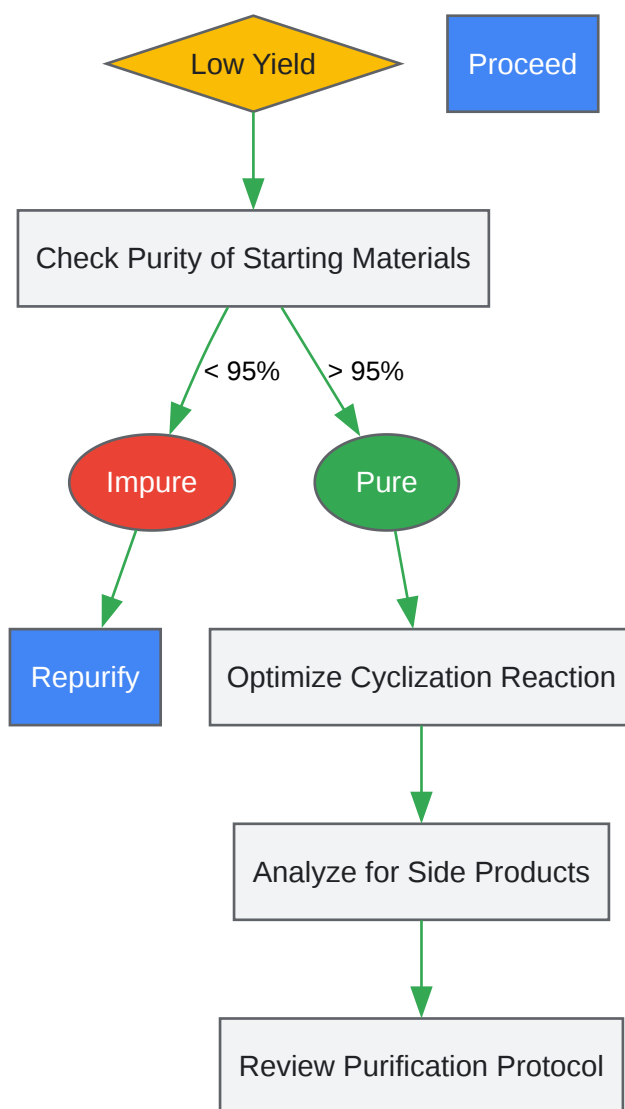 Low Yield
Proceed
Check Purity of Starting Materials
< 95%
> 95%
Impure
Pure
Repurify
Optimize Cyclization Reaction
Analyze for Side Products
Review Purification Protocol